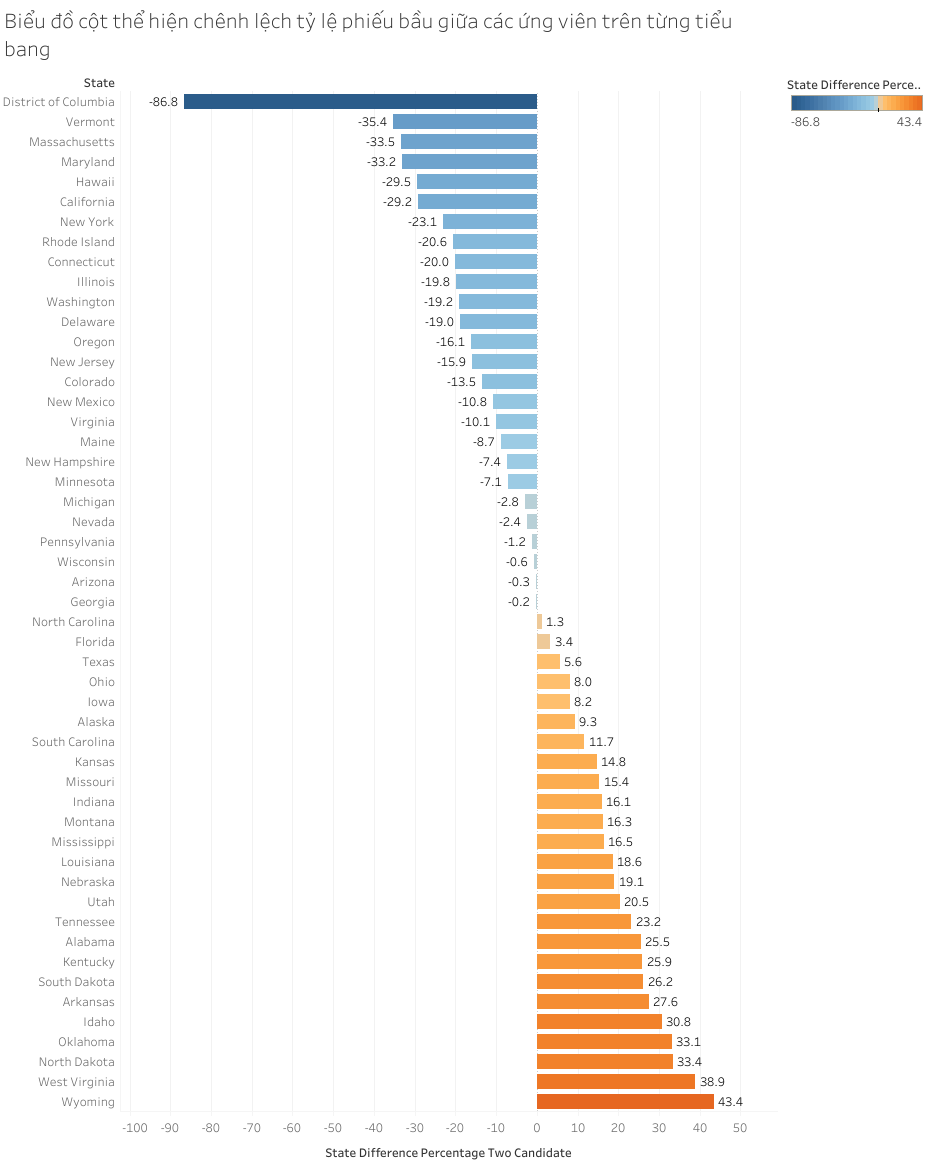 Biểu đồ cột thể hiện chênh lệch tỷ lệ phiếu bầu giữa các ứng viên trên từng tiểu
bang
State
State Difference Perce..
-86.8 43.4
District of Columbia -86.8
Vermont -35.4
Massachusetts -33.5
Maryland -33.2
Hawaii -29.5
California -29.2
New York -23.1
Rhode Island -20.6
Connecticut -20.0
Illinois -19.8
Washington -19.2
Delaware -19.0
Oregon -16.1
New Jersey -15.9
Colorado -13.5
New Mexico -10.8
Virginia -10.1
Maine -8.7
New Hampshire -7.4
Minnesota -7.1
Michigan -2.8
Nevada -2.4
Pennsylvania -1.2
Wisconsin -0.6
Arizona -0.3
Georgia -0.2
North Carolina 1.3
Florida 3.4
Texas 5.6
Ohio 8.0
Iowa 8.2
Alaska 9.3
South Carolina 11.7
Kansas 14.8
Missouri 15.4
Indiana 16.1
Montana 16.3
Mississippi 16.5
Louisiana 18.6
Nebraska 19.1
Utah 20.5
Tennessee 23.2
Alabama 25.5
Kentucky 25.9
South Dakota 26.2
Arkansas 27.6
Idaho 30.8
Oklahoma 33.1
North Dakota 33.4
West Virginia 38.9
Wyoming 43.4
-100 -90 -80 -70 -60 -50 -40 -30 -20 -10 0 10 20 30 40 50
State Difference Percentage Two Candidate